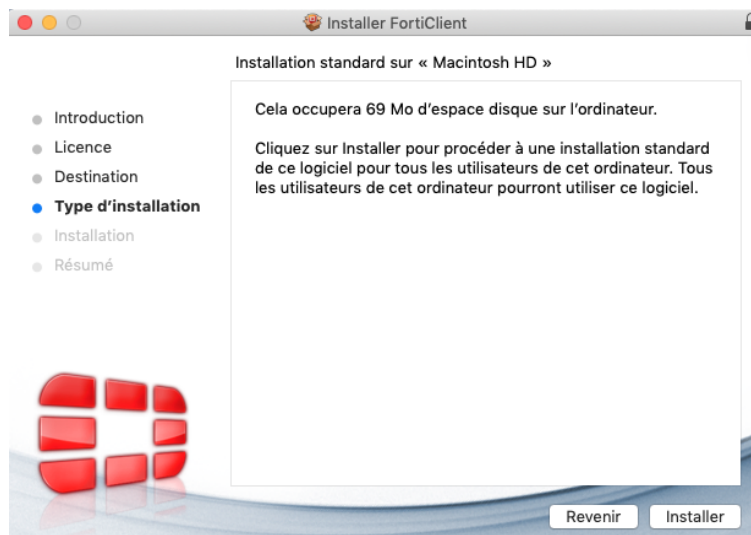 Installer FortiClient
Installation standard sur « Macintosh HD »
Introduction
Licence
Destination
Type d’installation
Installation
Résumé
Cela occupera 69 Mo d’espace disque sur l’ordinateur.
Cliquez sur Installer pour procéder à une installation standard
de ce logiciel pour tous les utilisateurs de cet ordinateur. Tous
les utilisateurs de cet ordinateur pourront utiliser ce logiciel.
Revenir
Installer